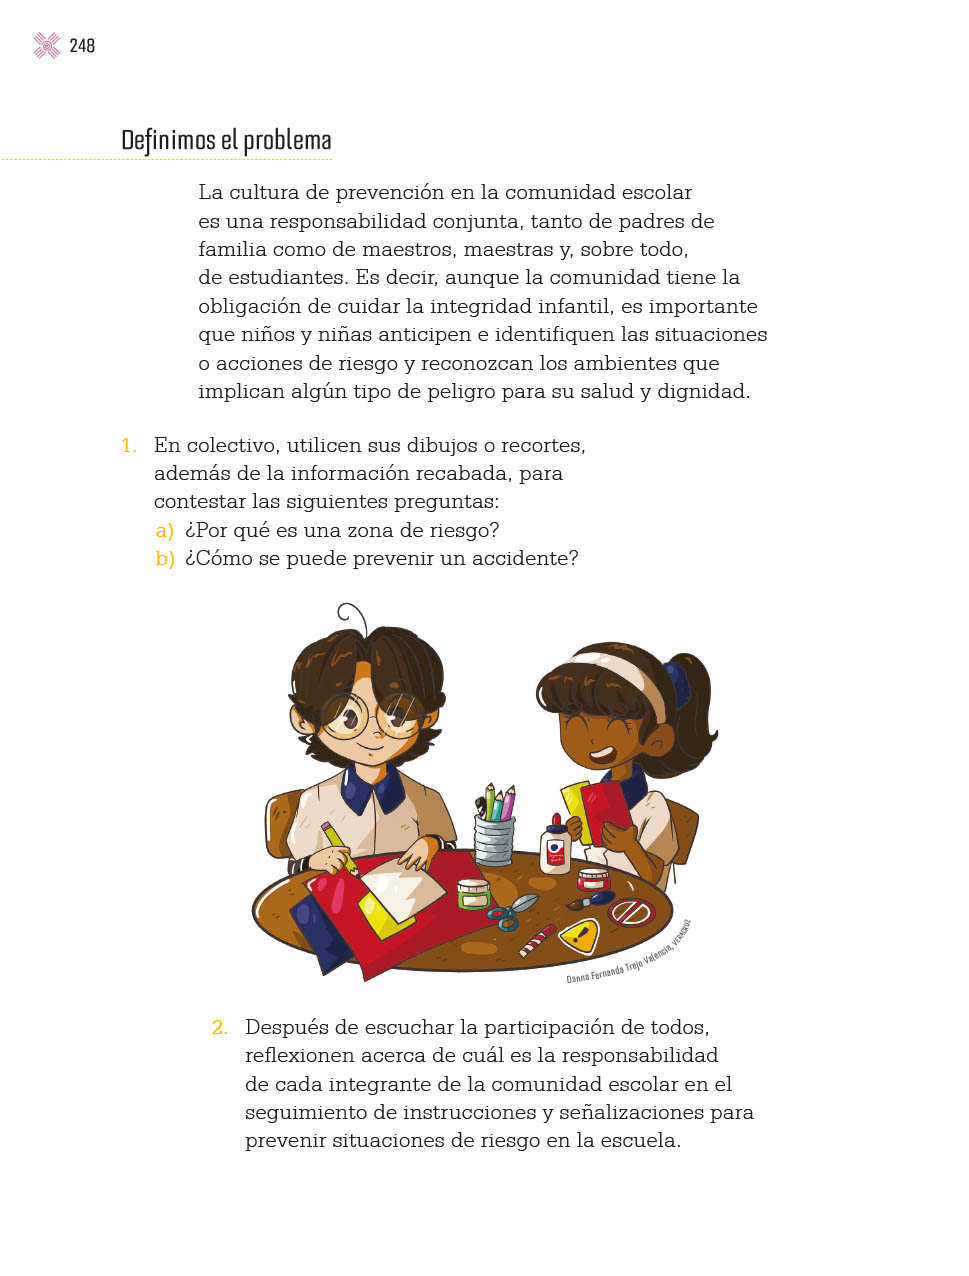 248
Definimos el problema
La cultura de prevención en la comunidad escolar
es una responsabilidad conjunta, tanto de padres de
familia como de maestros, maestras y, sobre todo,
de estudiantes. Es decir, aunque la comunidad tiene la
obligación de cuidar la integridad infantil, es importante
que niños y niñas anticipen e identifiquen las situaciones
o acciones de riesgo y reconozcan los ambientes que
implican algún tipo de peligro para su salud y dignidad.
1. En colectivo, utilicen sus dibujos o recortes,
además de la información recabada, para
contestar las siguientes preguntas:
a) ¿Por qué es una zona de riesgo?
b) ¿Cómo se puede prevenir un accidente?
Danna Fernanda Trejo Valencia, VERACRUZ
2. Después de escuchar la participación de todos,
reflexionen acerca de cuál es la responsabilidad
de cada integrante de la comunidad escolar en el
seguimiento de instrucciones y señalizaciones para
prevenir situaciones de riesgo en la escuela.